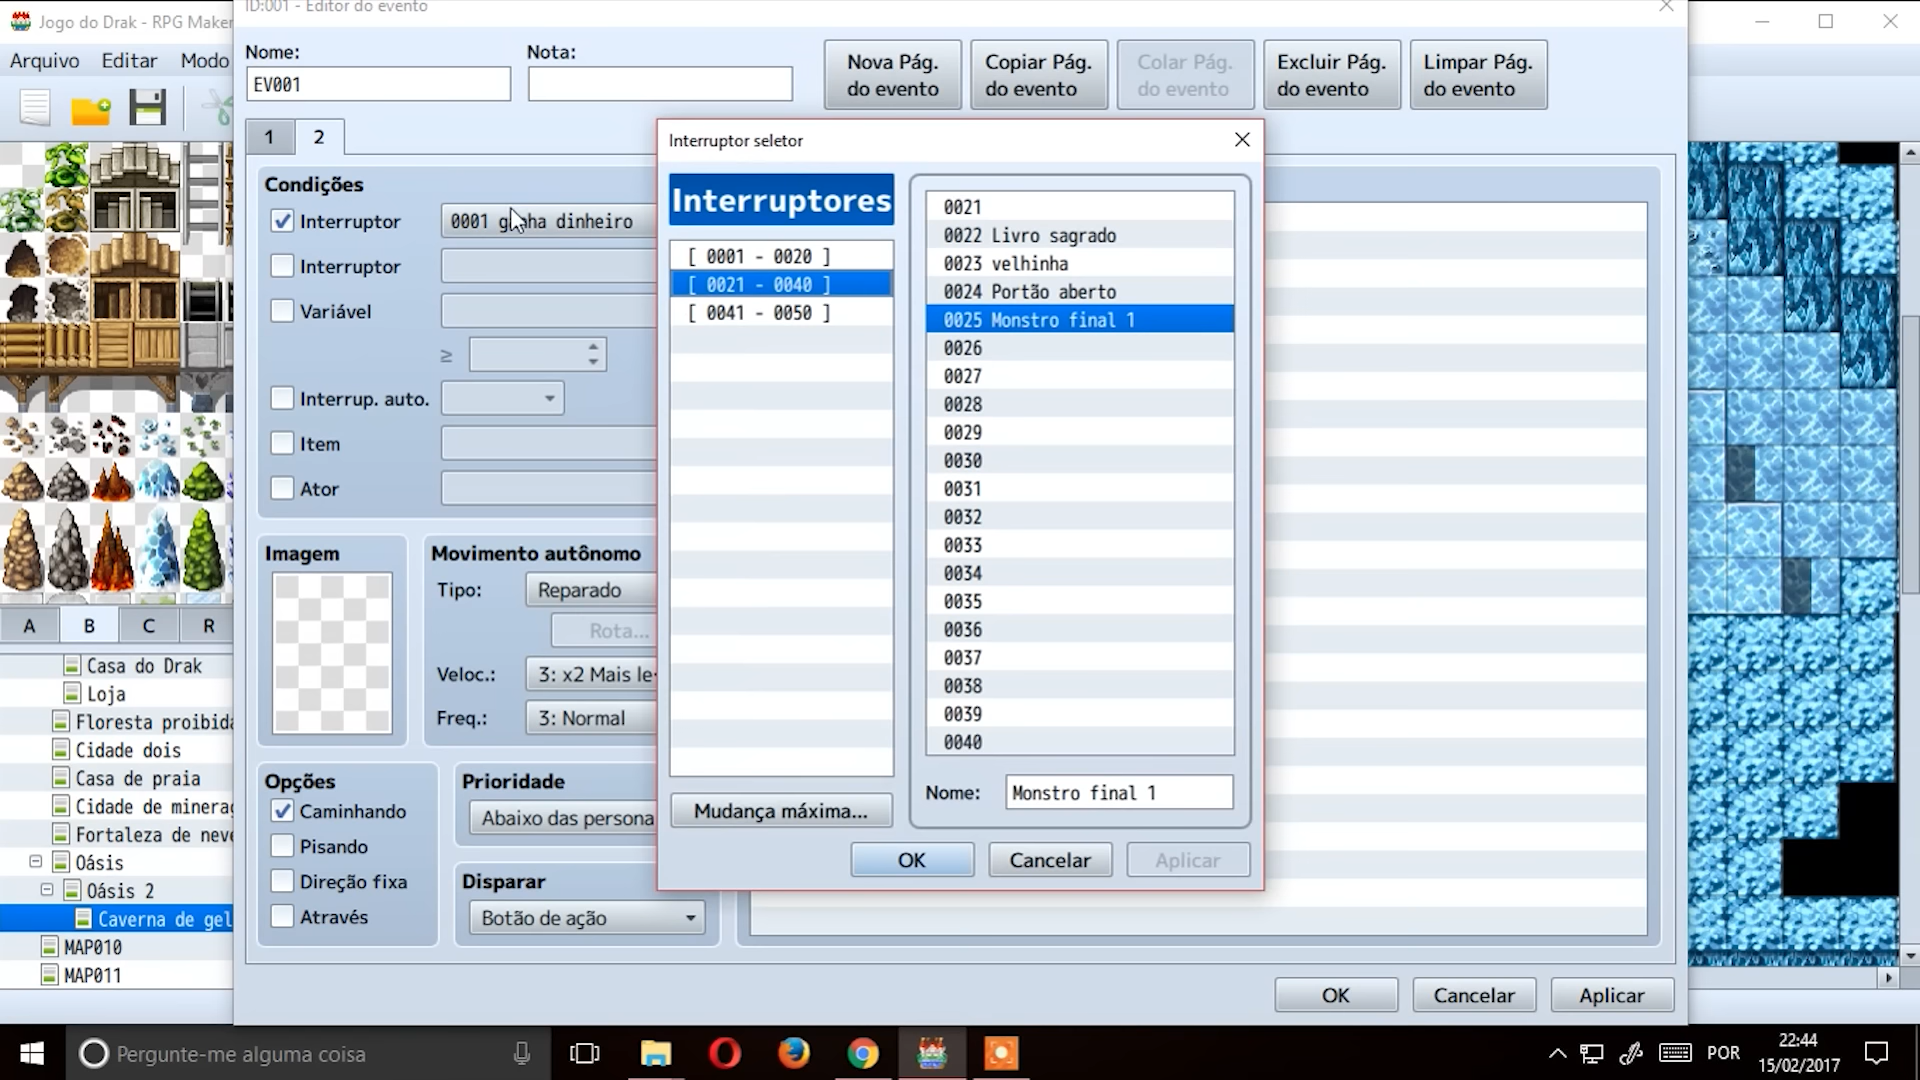 Jogo do Drak - RPG Maker
ID:001 - Editor do evento
Arquivo Editar Modo
Nome:
Nota:
EV001
Nova Pág. do evento
Copiar Pág. do evento
Colar Pág. do evento
Excluir Pág. do evento
Limpar Pág. do evento
1 2
Condições
Interruptor
0001 ganha dinheiro
Interruptor
Variável
≥
Interrup. auto.
Item
Ator
Imagem
Movimento autônomo
Tipo:
Reparado
Rota...
Veloc.:
3: x2 Mais le
Freq.:
3: Normal
Opções
Caminhando
Pisando
Direção fixa
Através
Prioridade
Abaixo das persona
Disparar
Botão de ação
Interruptor seletor
Interruptores
[ 0001 - 0020 ]
[ 0021 - 0040 ]
[ 0041 - 0050 ]
Mudança máxima...
0021
0022 Livro sagrado
0023 velhinha
0024 Portão aberto
0025 Monstro final 1
0026
0027
0028
0029
0030
0031
0032
0033
0034
0035
0036
0037
0038
0039
0040
Nome:
Monstro final 1
OK
Cancelar
Aplicar
A B C R
Casa do Drak
Loja
Floresta proibida
Cidade dois
Casa de praia
Cidade de minera
Fortaleza de neve
Oásis
Oásis 2
Caverna de gel
MAP010
MAP011
OK
Cancelar
Aplicar
Pergunte-me alguma coisa
POR
22:44
15/02/2017